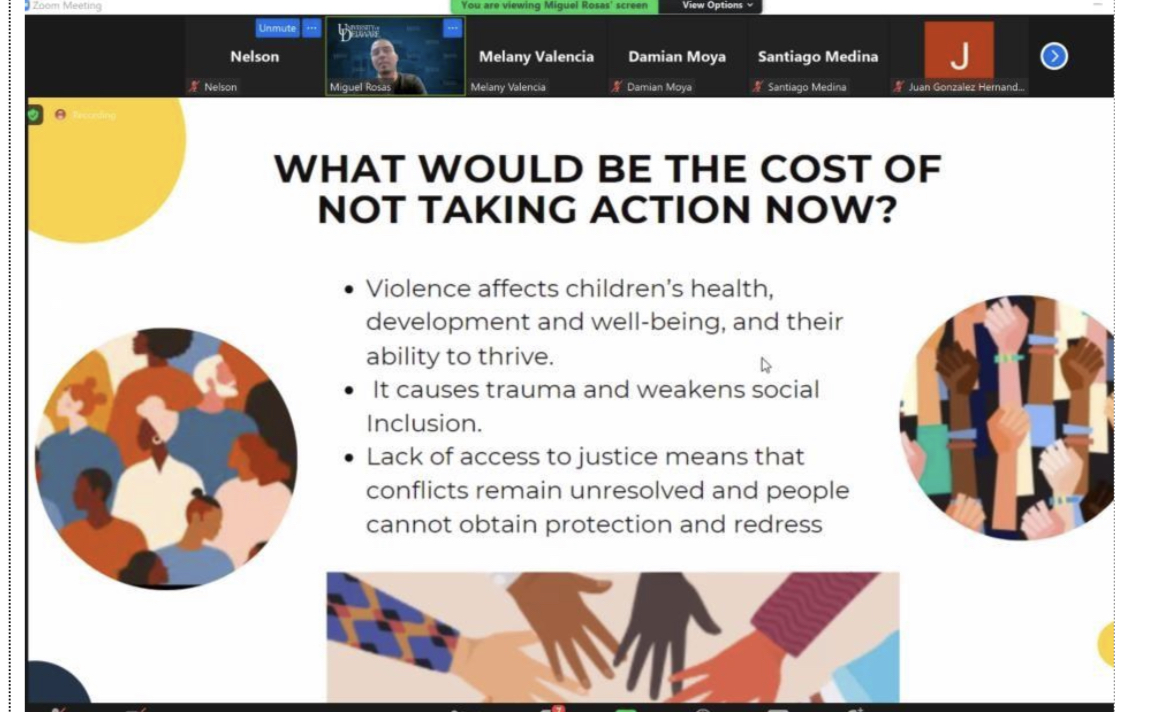 Zoom Meeting
You are viewing Miguel Rosas' screen
View Options
Unmute
...
UNIVERSITY OF
DELAWARE
...
Nelson
Melany Valencia
Damian Moya
Santiago Medina
J
Nelson
Miguel Rosas
Melany Valencia
Damian Moya
Santiago Medina
Juan Gonzalez Hernand...
Recording
WHAT WOULD BE THE COST OF
NOT TAKING ACTION NOW?
• Violence affects children's health,
development and well-being, and their
ability to thrive.
• It causes trauma and weakens social
Inclusion.
• Lack of access to justice means that
conflicts remain unresolved and people
cannot obtain protection and redress